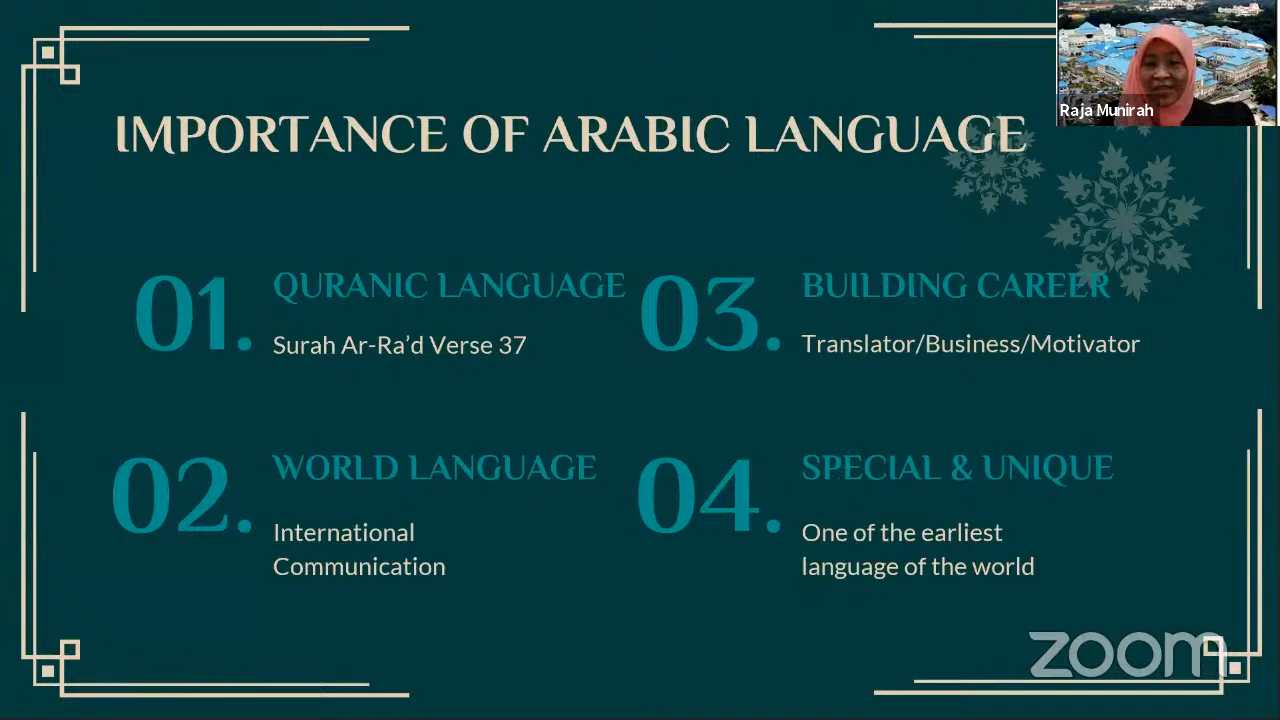 Raja Munirah
IMPORTANCE OF ARABIC LANGUAGE
01.
QURANIC LANGUAGE
Surah Ar-Ra’d Verse 37
02.
WORLD LANGUAGE
International
Communication
03.
BUILDING CAREER
Translator/Business/Motivator
04.
SPECIAL & UNIQUE
One of the earliest
language of the world
zoom